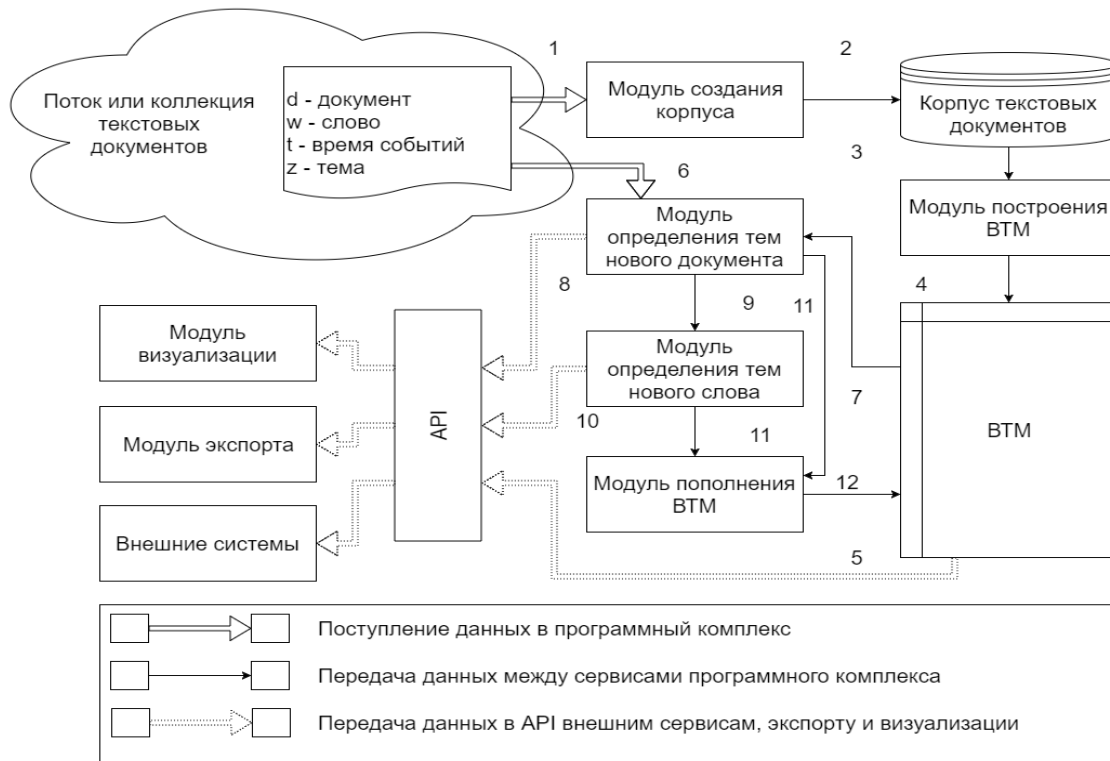 1
2
Поток или коллекция
текстовых
документов
d - документ
w - слово
t - время событий
z - тема
Модуль создания
корпуса
Корпус текстовых
документов
3
6
Модуль
определения тем
нового документа
Модуль построения
ВТМ
8
9
11
4
Модуль
визуализации
API
Модуль
определения тем
нового слова
7
ВТМ
Модуль экспорта
10
11
Модуль пополнения
ВТМ
12
Внешние системы
5
Поступление данных в программный комплекс
Передача данных между сервисами программного комплекса
Передача данных в API внешним сервисам, экспорту и визуализации